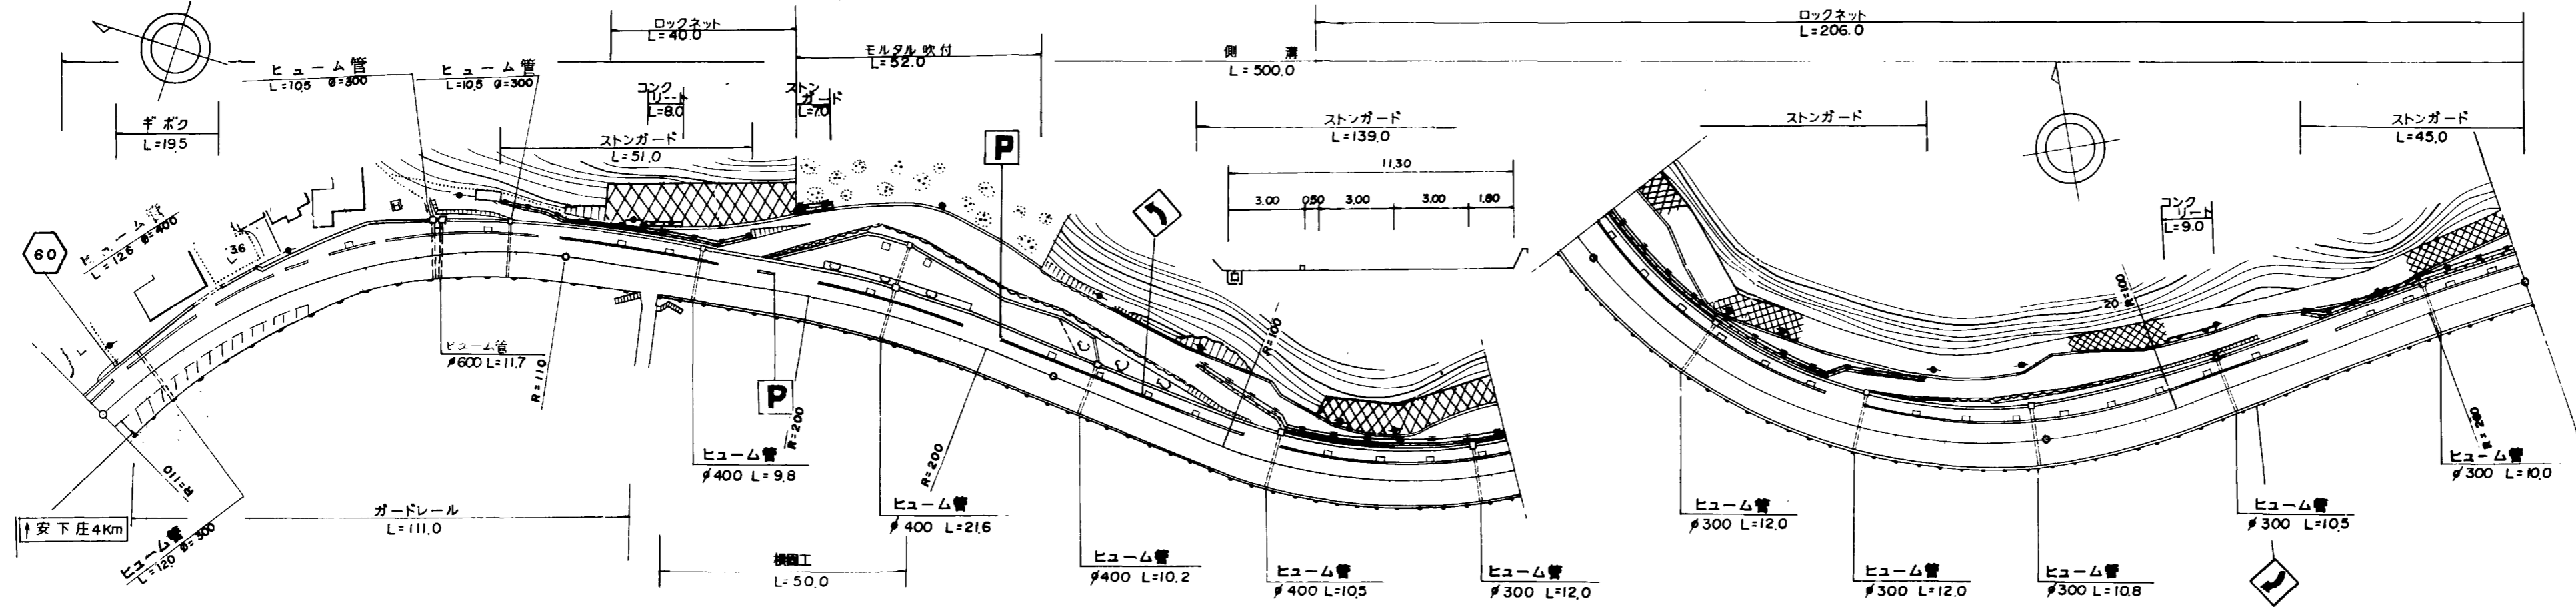 ロックネット
L=40.0
モルタル吹付
L=52.0
側 溝
L=500.0
ロックネット
L=206.0
ヒューム管
L=10.5 Ø=300
ヒューム管
L=10.5 Ø=300
ギボク
L=19.5
コンク
リート
L=8.0
ストン
ガード
L=7.0
ストンガード
L=51.0
ストンガード
L=139.0
ストンガード
ストンガード
L=45.0
P
11.30
3.00 0.50 3.00 3.00 1.80
コンク
リート
L=9.0
ヒューム管
L=12.6 Ø=400
36
60
ヒューム管
φ600 L=11.7
R=110
P
R=200
R=200
R=100
R=100
20
R=110
ヒューム管
φ400 L=9.8
ヒューム管
φ400 L=21.6
ヒューム管
φ400 L=10.2
ヒューム管
φ400 L=10.5
ヒューム管
φ300 L=12.0
ヒューム管
φ300 L=12.0
ヒューム管
φ300 L=12.0
ヒューム管
φ300 L=10.8
ヒューム管
φ300 L=10.5
ヒューム管
φ300 L=10.0
↑安下庄4Km
ヒューム管
L=12.0 Ø=300
ガードレール
L=111.0
L=50.0